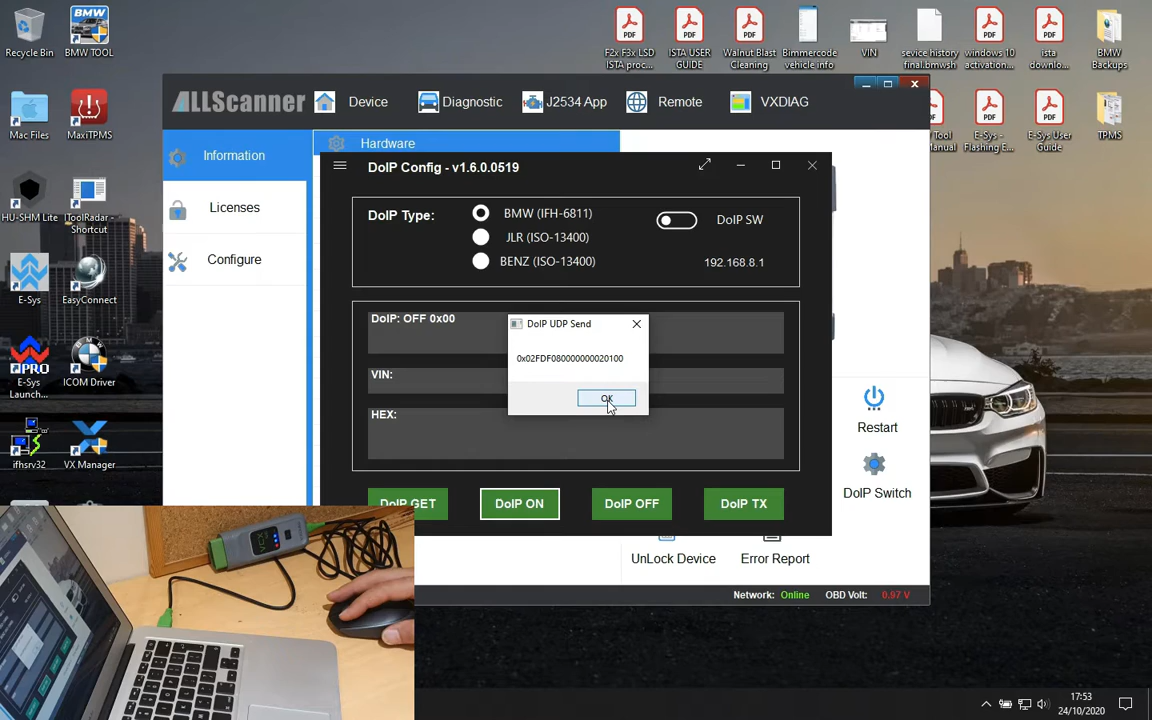 Recycle Bin
BMW TOOL
F2x F3x LSD
ISTA proc...
ISTA USER
GUIDE
Walnut Blast
Cleaning
Bimmercode
vehicle info
VIN
sevice history
final.bmwsh
windows 10
activation...
ista
downlo...
BMW
Backups
Mac Files
MaxiTPMS
E-Sys -
Flashing E...
E-Sys User
Guide
TPMS
HU-SHM Lite
EasyConnect
E-Sys
E-Sys
Launch...
PRO
ICOM Driver
ifhsrv32
VX Manager
ALLScanner
Device
Diagnostic
J2534 App
Remote
VXDIAG
Information
Licenses
Configure
Hardware
DoIP Config - v1.6.0.0519
DoIP Type:
BMW (IFH-6811)
JLR (ISO-13400)
BENZ (ISO-13400)
DoIP SW
192.168.8.1
DoIP: OFF 0x00
VIN:
HEX:
DoIP UDP Send
0x02FDF080000000020100
OK
DoIP GET
DoIP ON
DoIP OFF
DoIP TX
Restart
DoIP Switch
UnLock Device
Error Report
Network: Online
OBD Volt: 0.97 V
VCX
17:53
24/10/2020